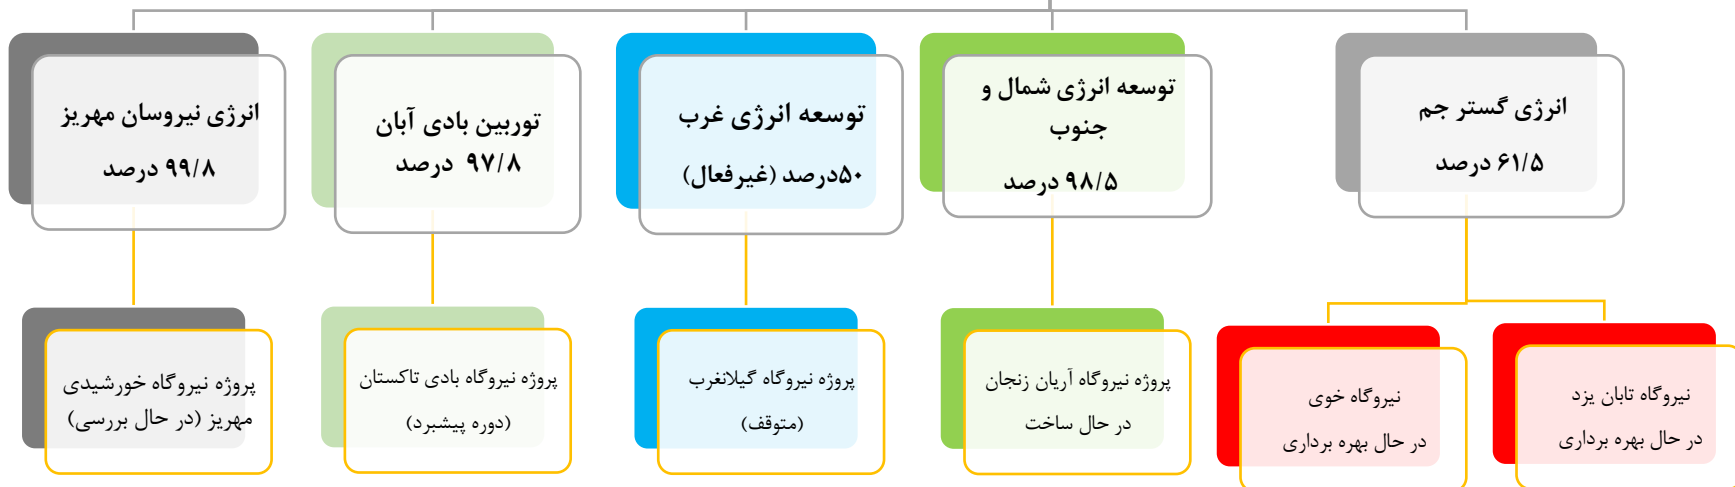 انرژی گستر جم
۶۱/۵ درصد
توسعه انرژی شمال و
جنوب
۹۸/۵ درصد
توسعه انرژی غرب
۵۰درصد (غیرفعال)
توربین بادی آبان
۹۷/۸ درصد
انرژی نیروسان مهریز
۹۹/۸ درصد
نیروگاه تابان یزد
در حال بهره برداری
نیروگاه خوی
در حال بهره برداری
پروژه نیروگاه آریان زنجان
در حال ساخت
پروژه نیروگاه گیلانغرب
(متوقف)
پروژه نیروگاه بادی تاکستان
(دوره پیشبرد)
پروژه نیروگاه خورشیدی
مهریز (در حال بررسی)